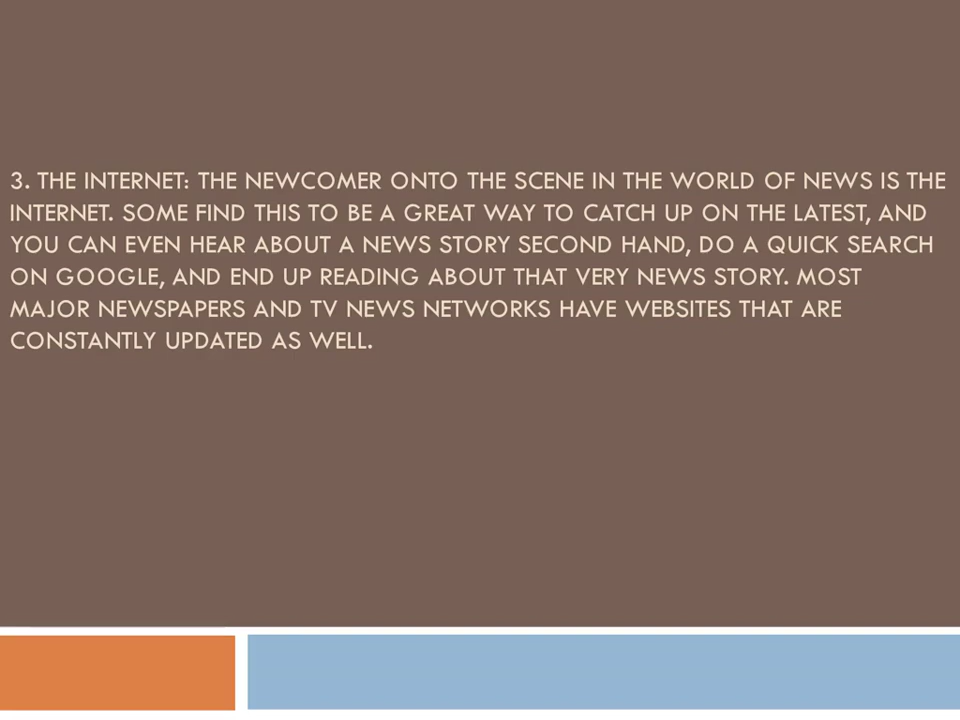 3. THE INTERNET: THE NEWCOMER ONTO THE SCENE IN THE WORLD OF NEWS IS THE
INTERNET. SOME FIND THIS TO BE A GREAT WAY TO CATCH UP ON THE LATEST, AND
YOU CAN EVEN HEAR ABOUT A NEWS STORY SECOND HAND, DO A QUICK SEARCH
ON GOOGLE, AND END UP READING ABOUT THAT VERY NEWS STORY. MOST
MAJOR NEWSPAPERS AND TV NEWS NETWORKS HAVE WEBSITES THAT ARE
CONSTANTLY UPDATED AS WELL.